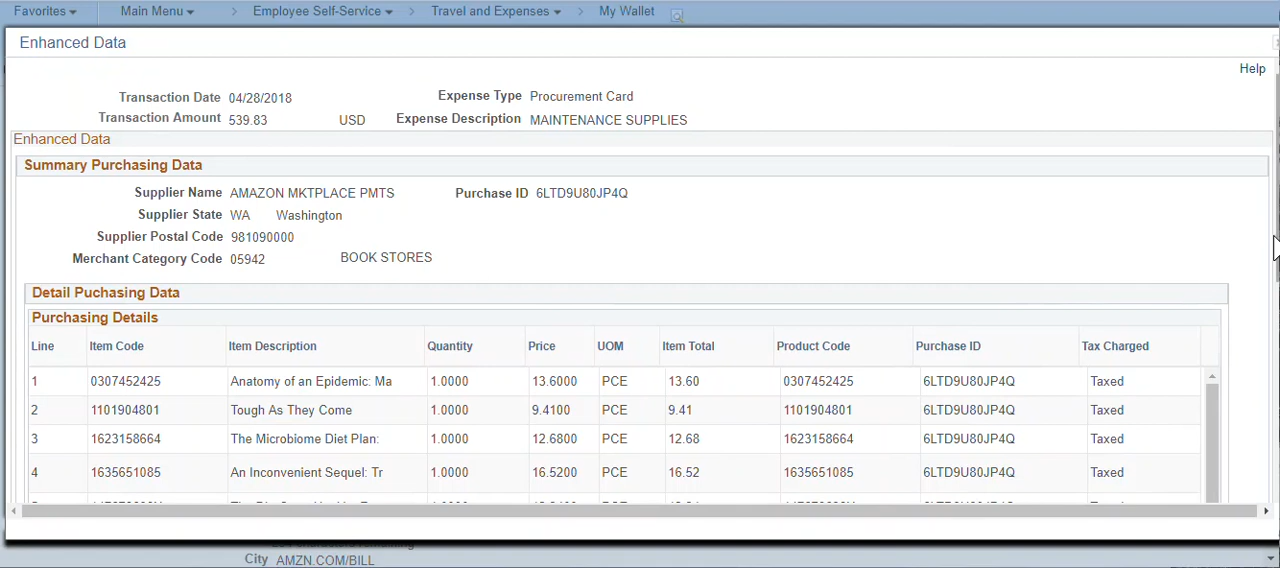 Favorites Main Menu > Employee Self-Service > Travel and Expenses > My Wallet
Enhanced Data
Help
Transaction Date 04/28/2018 Expense Type Procurement Card
Transaction Amount 539.83 USD Expense Description MAINTENANCE SUPPLIES
Enhanced Data
Summary Purchasing Data
Supplier Name AMAZON MKTPLACE PMTS Purchase ID 6LTD9U80JP4Q
Supplier State WA Washington
Supplier Postal Code 981090000
Merchant Category Code 05942 BOOK STORES
Detail Puchasing Data
Purchasing Details
Line Item Code Item Description Quantity Price UOM Item Total Product Code Purchase ID Tax Charged
1 0307452425 Anatomy of an Epidemic: Ma 1.0000 13.6000 PCE 13.60 0307452425 6LTD9U80JP4Q Taxed
2 1101904801 Tough As They Come 1.0000 9.4100 PCE 9.41 1101904801 6LTD9U80JP4Q Taxed
3 1623158664 The Microbiome Diet Plan: 1.0000 12.6800 PCE 12.68 1623158664 6LTD9U80JP4Q Taxed
4 1635651085 An Inconvenient Sequel: Tr 1.0000 16.5200 PCE 16.52 1635651085 6LTD9U80JP4Q Taxed
City AMZN.COM/BILL